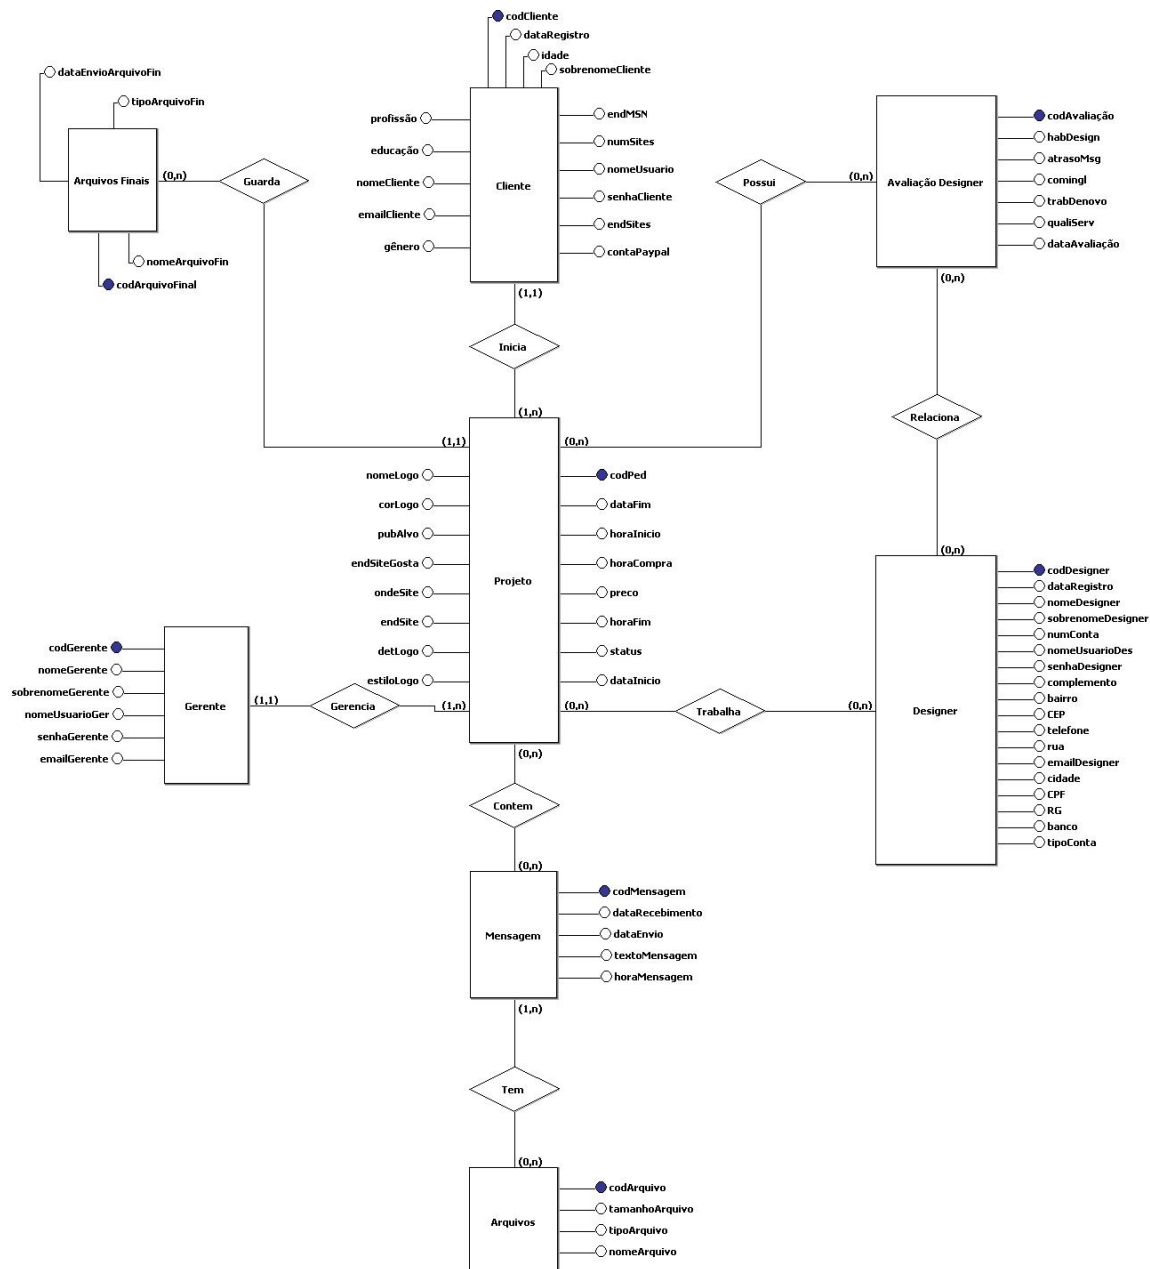 codCliente
dataRegistro
idade
sobrenomeCliente
dataEnvioArquivoFin
tipoArquivoFin
Arquivos Finais
(0,n)
nomeArquivoFin
codArquivoFinal
Guarda
profissão
educação
nomeCliente
emailCliente
gênero
Cliente
endMSN
numSites
nomeUsuario
senhaCliente
endSites
contaPaypal
(1,1)
Possui
(0,n)
Avaliação Designer
codAvaliação
habDesign
atrasoMsg
comingl
trabDenovo
qualiServ
dataAvaliação
(0,n)
Inicia
(1,n)
Relaciona
(0,n)
(1,1)
(0,n)
nomeLogo
corLogo
pubAlvo
endSiteGosta
ondeSite
endSite
detLogo
estiloLogo
(1,n)
Projeto
codPed
dataFim
horaInicio
horaCompra
preco
horaFim
status
dataInicio
(0,n)
(0,n)
codGerente
nomeGerente
sobrenomeGerente
nomeUsuarioGer
senhaGerente
emailGerente
Gerente
(1,1)
Gerencia
Trabalha
(0,n)
Designer
codDesigner
dataRegistro
nomeDesigner
sobrenomeDesigner
numConta
nomeUsuarioDes
senhaDesigner
complemento
bairro
CEP
telefone
rua
emailDesigner
cidade
CPF
RG
banco
tipoConta
Contem
(0,n)
Mensagem
codMensagem
dataRecebimento
dataEnvio
textoMensagem
horaMensagem
(1,n)
Tem
(0,n)
Arquivos
codArquivo
tamanhoArquivo
tipoArquivo
nomeArquivo